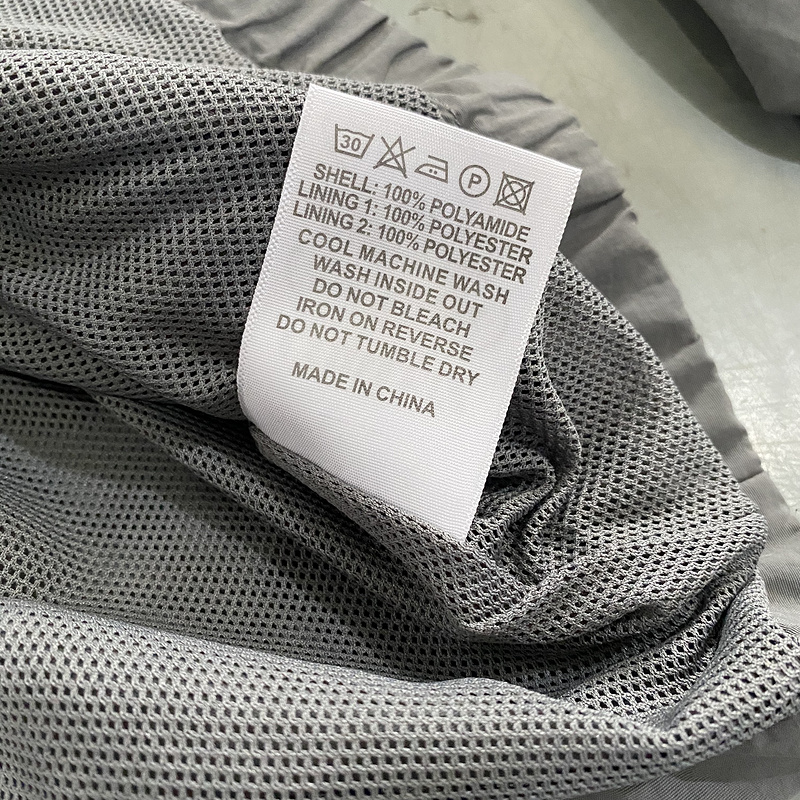 30 P
SHELL: 100% POLYAMIDE
LINING 1: 100% POLYESTER
LINING 2: 100% POLYESTER
COOL MACHINE WASH
WASH INSIDE OUT
DO NOT BLEACH
IRON ON REVERSE
DO NOT TUMBLE DRY
MADE IN CHINA